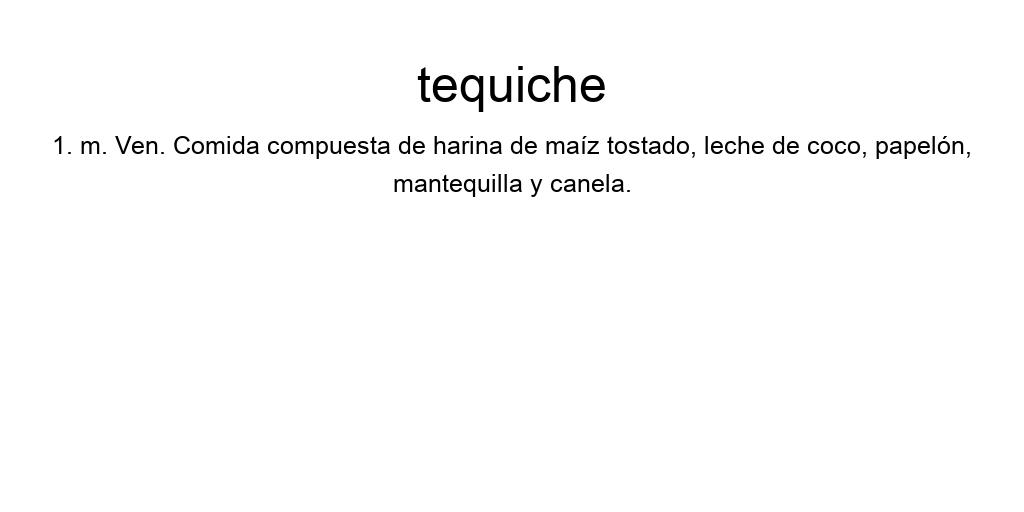 tequiche
1. m. Ven. Comida compuesta de harina de maíz tostado, leche de coco, papelón,
mantequilla y canela.